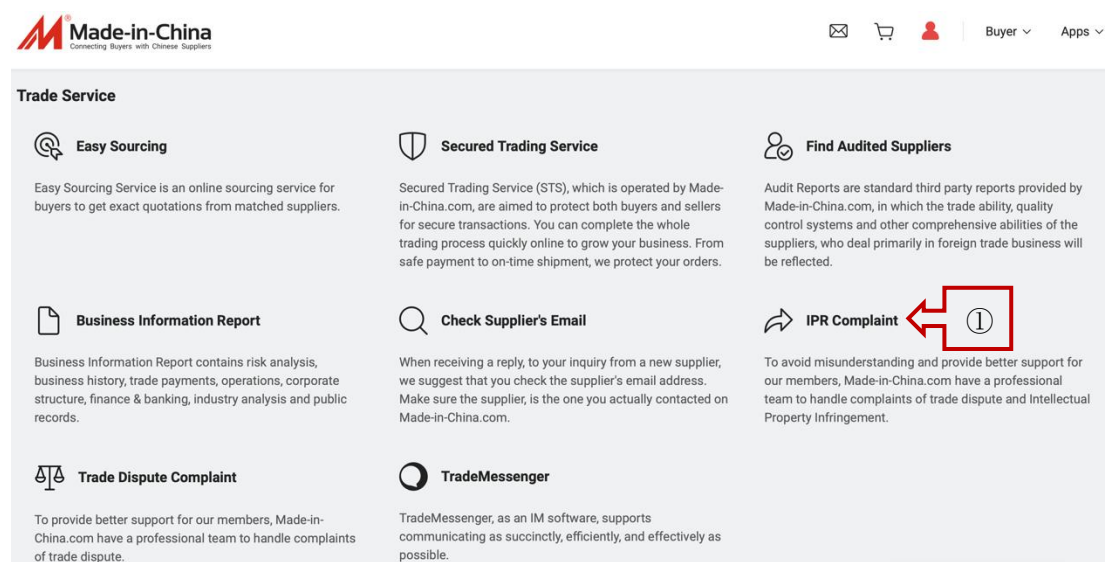 Made-in-China
Connecting Buyers with Chinese Suppliers
Buyer
Apps
Trade Service
Easy Sourcing
Easy Sourcing Service is an online sourcing service for
buyers to get exact quotations from matched suppliers.
Secured Trading Service
Secured Trading Service (STS), which is operated by Made-
in-China.com, are aimed to protect both buyers and sellers
for secure transactions. You can complete the whole
trading process quickly online to grow your business. From
safe payment to on-time shipment, we protect your orders.
Find Audited Suppliers
Audit Reports are standard third party reports provided by
Made-in-China.com, in which the trade ability, quality
control systems and other comprehensive abilities of the
suppliers, who deal primarily in foreign trade business will
be reflected.
Business Information Report
Business Information Report contains risk analysis,
business history, trade payments, operations, corporate
structure, finance & banking, industry analysis and public
records.
Check Supplier's Email
When receiving a reply, to your inquiry from a new supplier,
we suggest that you check the supplier's email address.
Make sure the supplier, is the one you actually contacted on
Made-in-China.com.
IPR Complaint
①
To avoid misunderstanding and provide better support for
our members, Made-in-China.com have a professional
team to handle complaints of trade dispute and Intellectual
Property Infringement.
Trade Dispute Complaint
To provide better support for our members, Made-in-
China.com have a professional team to handle complaints
of trade dispute.
TradeMessenger
TradeMessenger, as an IM software, supports
communicating as succinctly, efficiently, and effectively as
possible.